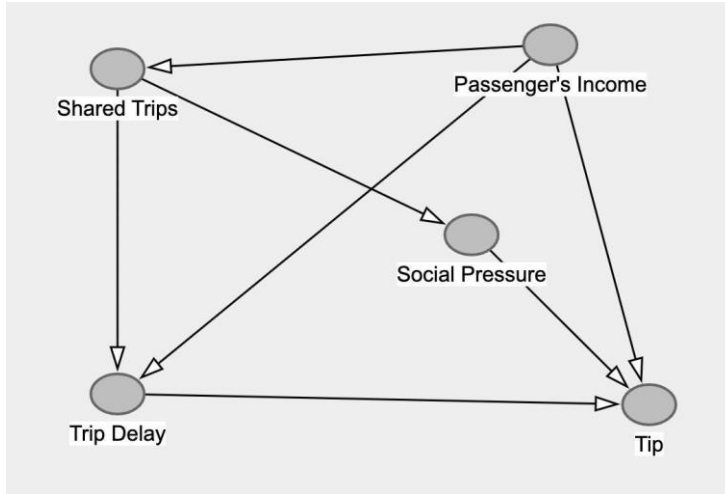 Passenger's Income
Shared Trips
Social Pressure
Trip Delay
Tip